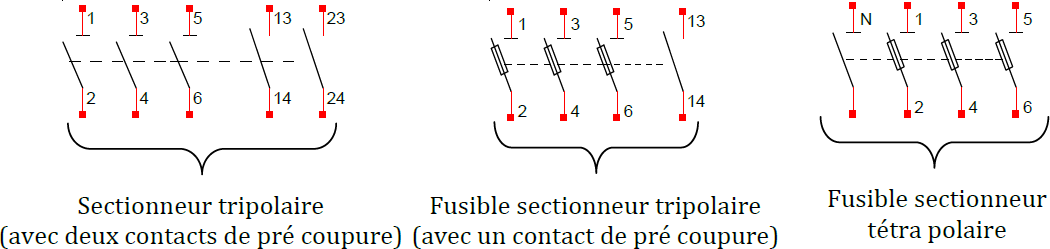 1 3 5 13 23
2 4 6 14 24
Sectionneur tripolaire
(avec deux contacts de pré coupure)
1 3 5 13
2 4 6 14
Fusible sectionneur tripolaire
(avec un contact de pré coupure)
N 1 3 5
2 4 6
Fusible sectionneur
tétra polaire